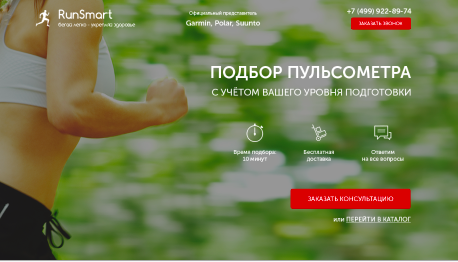 RunSmart
бегай легко - укрепляй здоровье
Официальный представитель
Garmin, Polar, Suunto
+7 (499) 922-89-74
ЗАКАЗАТЬ ЗВОНОК
ПОДБОР ПУЛЬСОМЕТРА
С УЧЁТОМ ВАШЕГО УРОВНЯ ПОДГОТОВКИ
Время подбора
10 минут
Бесплатная
доставка
Ответим
на все вопросы
ЗАКАЗАТЬ КОНСУЛЬТАЦИЮ
или ПЕРЕЙТИ В КАТАЛОГ